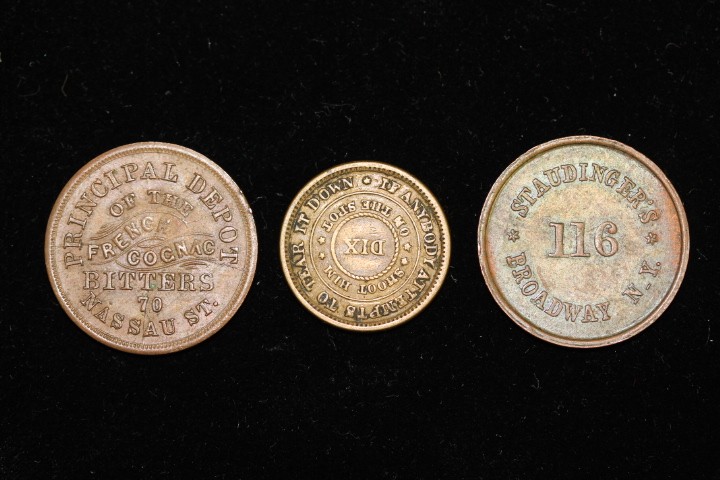 PRINCIPAL DEPOT
OF THE
FRENCH
COGNAC
BITTERS
70
NASSAU ST.
IF ANYBODY ATTEMPTS TO TEAR IT DOWN
SHOOT HIM ON THE SPOT
DIX
STAUDINGER'S
116
BROADWAY N.Y.